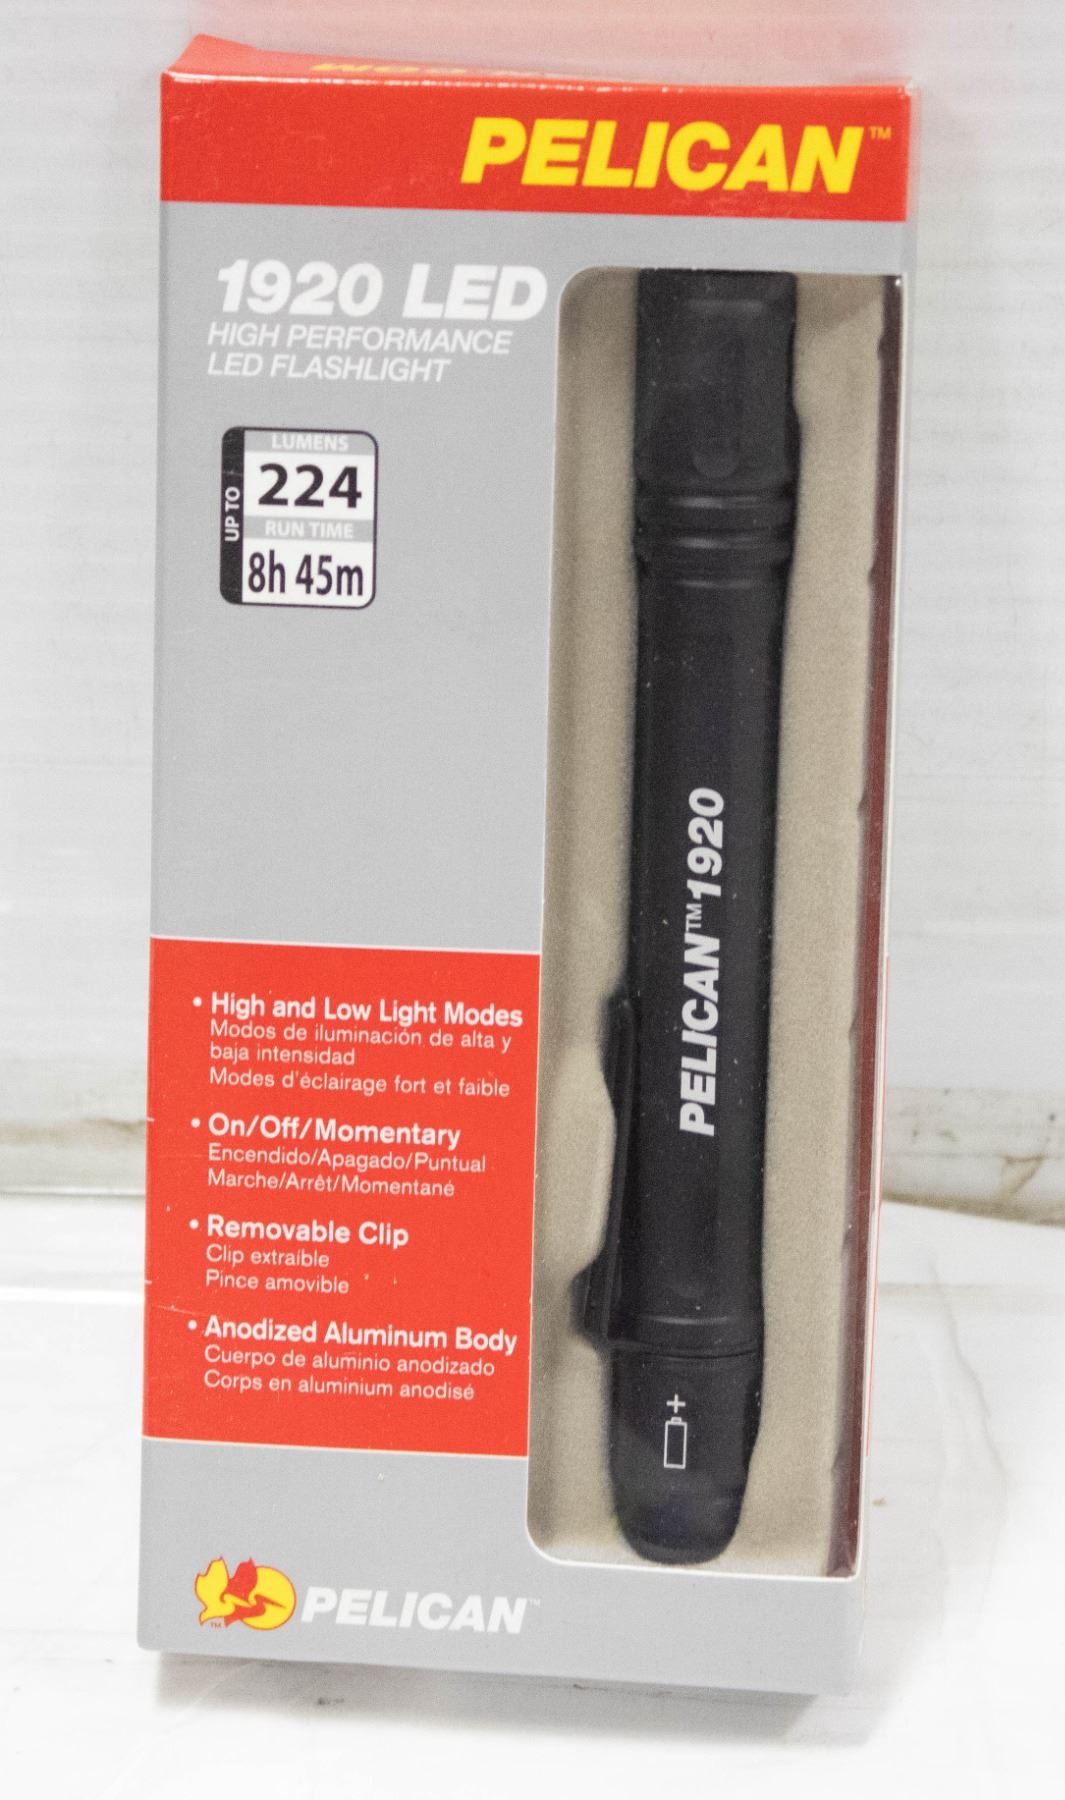 PELICAN™
1920 LED
HIGH PERFORMANCE
LED FLASHLIGHT
UP TO
LUMENS
224
RUN TIME
8h 45m
PELICAN™1920
• High and Low Light Modes
Modos de iluminación de alta y
baja intensidad
Modes d'éclairage fort et faible
• On/Off/Momentary
Encendido/Apagado/Puntual
Marche/Arrêt/Momentané
• Removable Clip
Clip extraíble
Pince amovible
• Anodized Aluminum Body
Cuerpo de aluminio anodizado
Corps en aluminium anodisé
+
™ PELICAN™